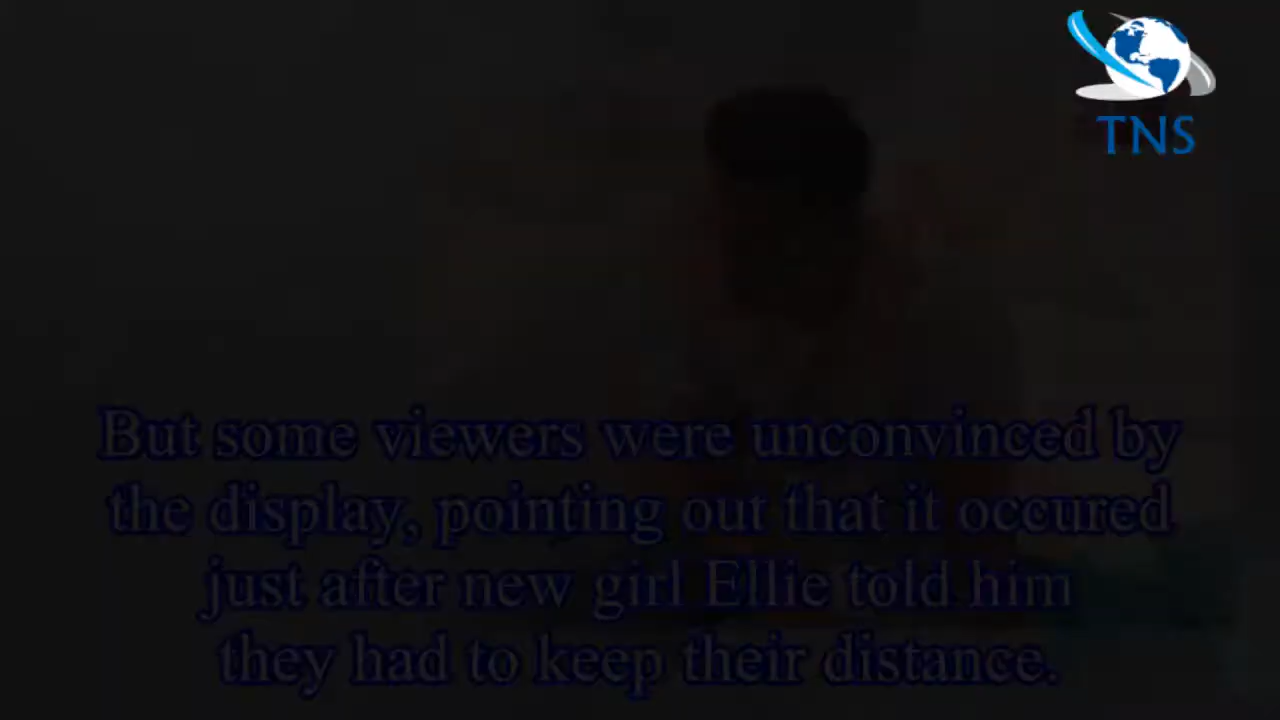 TNS
But some viewers were unconvinced by
the display, pointing out that it occured
just after new girl Ellie told him
they had to keep their distance.